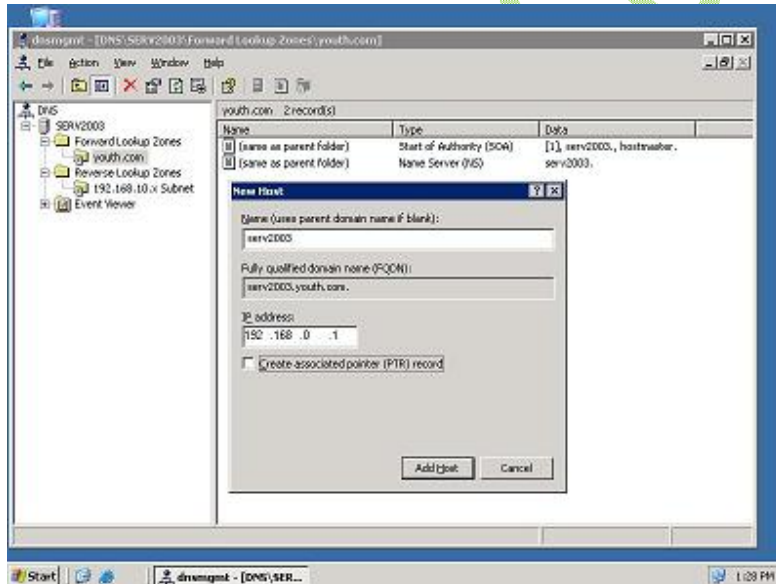 dnsmgmt - [DNS\SERV2003\Forward Lookup Zones\youth.com]
File Action View Window Help
DNS
SERV2003
Forward Lookup Zones
youth.com
Reverse Lookup Zones
192.168.10.x Subnet
Event Viewer
youth.com 2 record(s)
Name Type Data
(same as parent folder) Start of Authority (SOA) [1], serv2003., hostmaster.
(same as parent folder) Name Server (NS) serv2003.
New Host
Name (uses parent domain name if blank):
serv2003
Fully qualified domain name (FQDN):
serv2003.youth.com.
IP address:
192 .168 .0 .1
Create associated pointer (PTR) record
Add Host Cancel
Start dnsmgmt - [DNS\SER... 1:28 PM